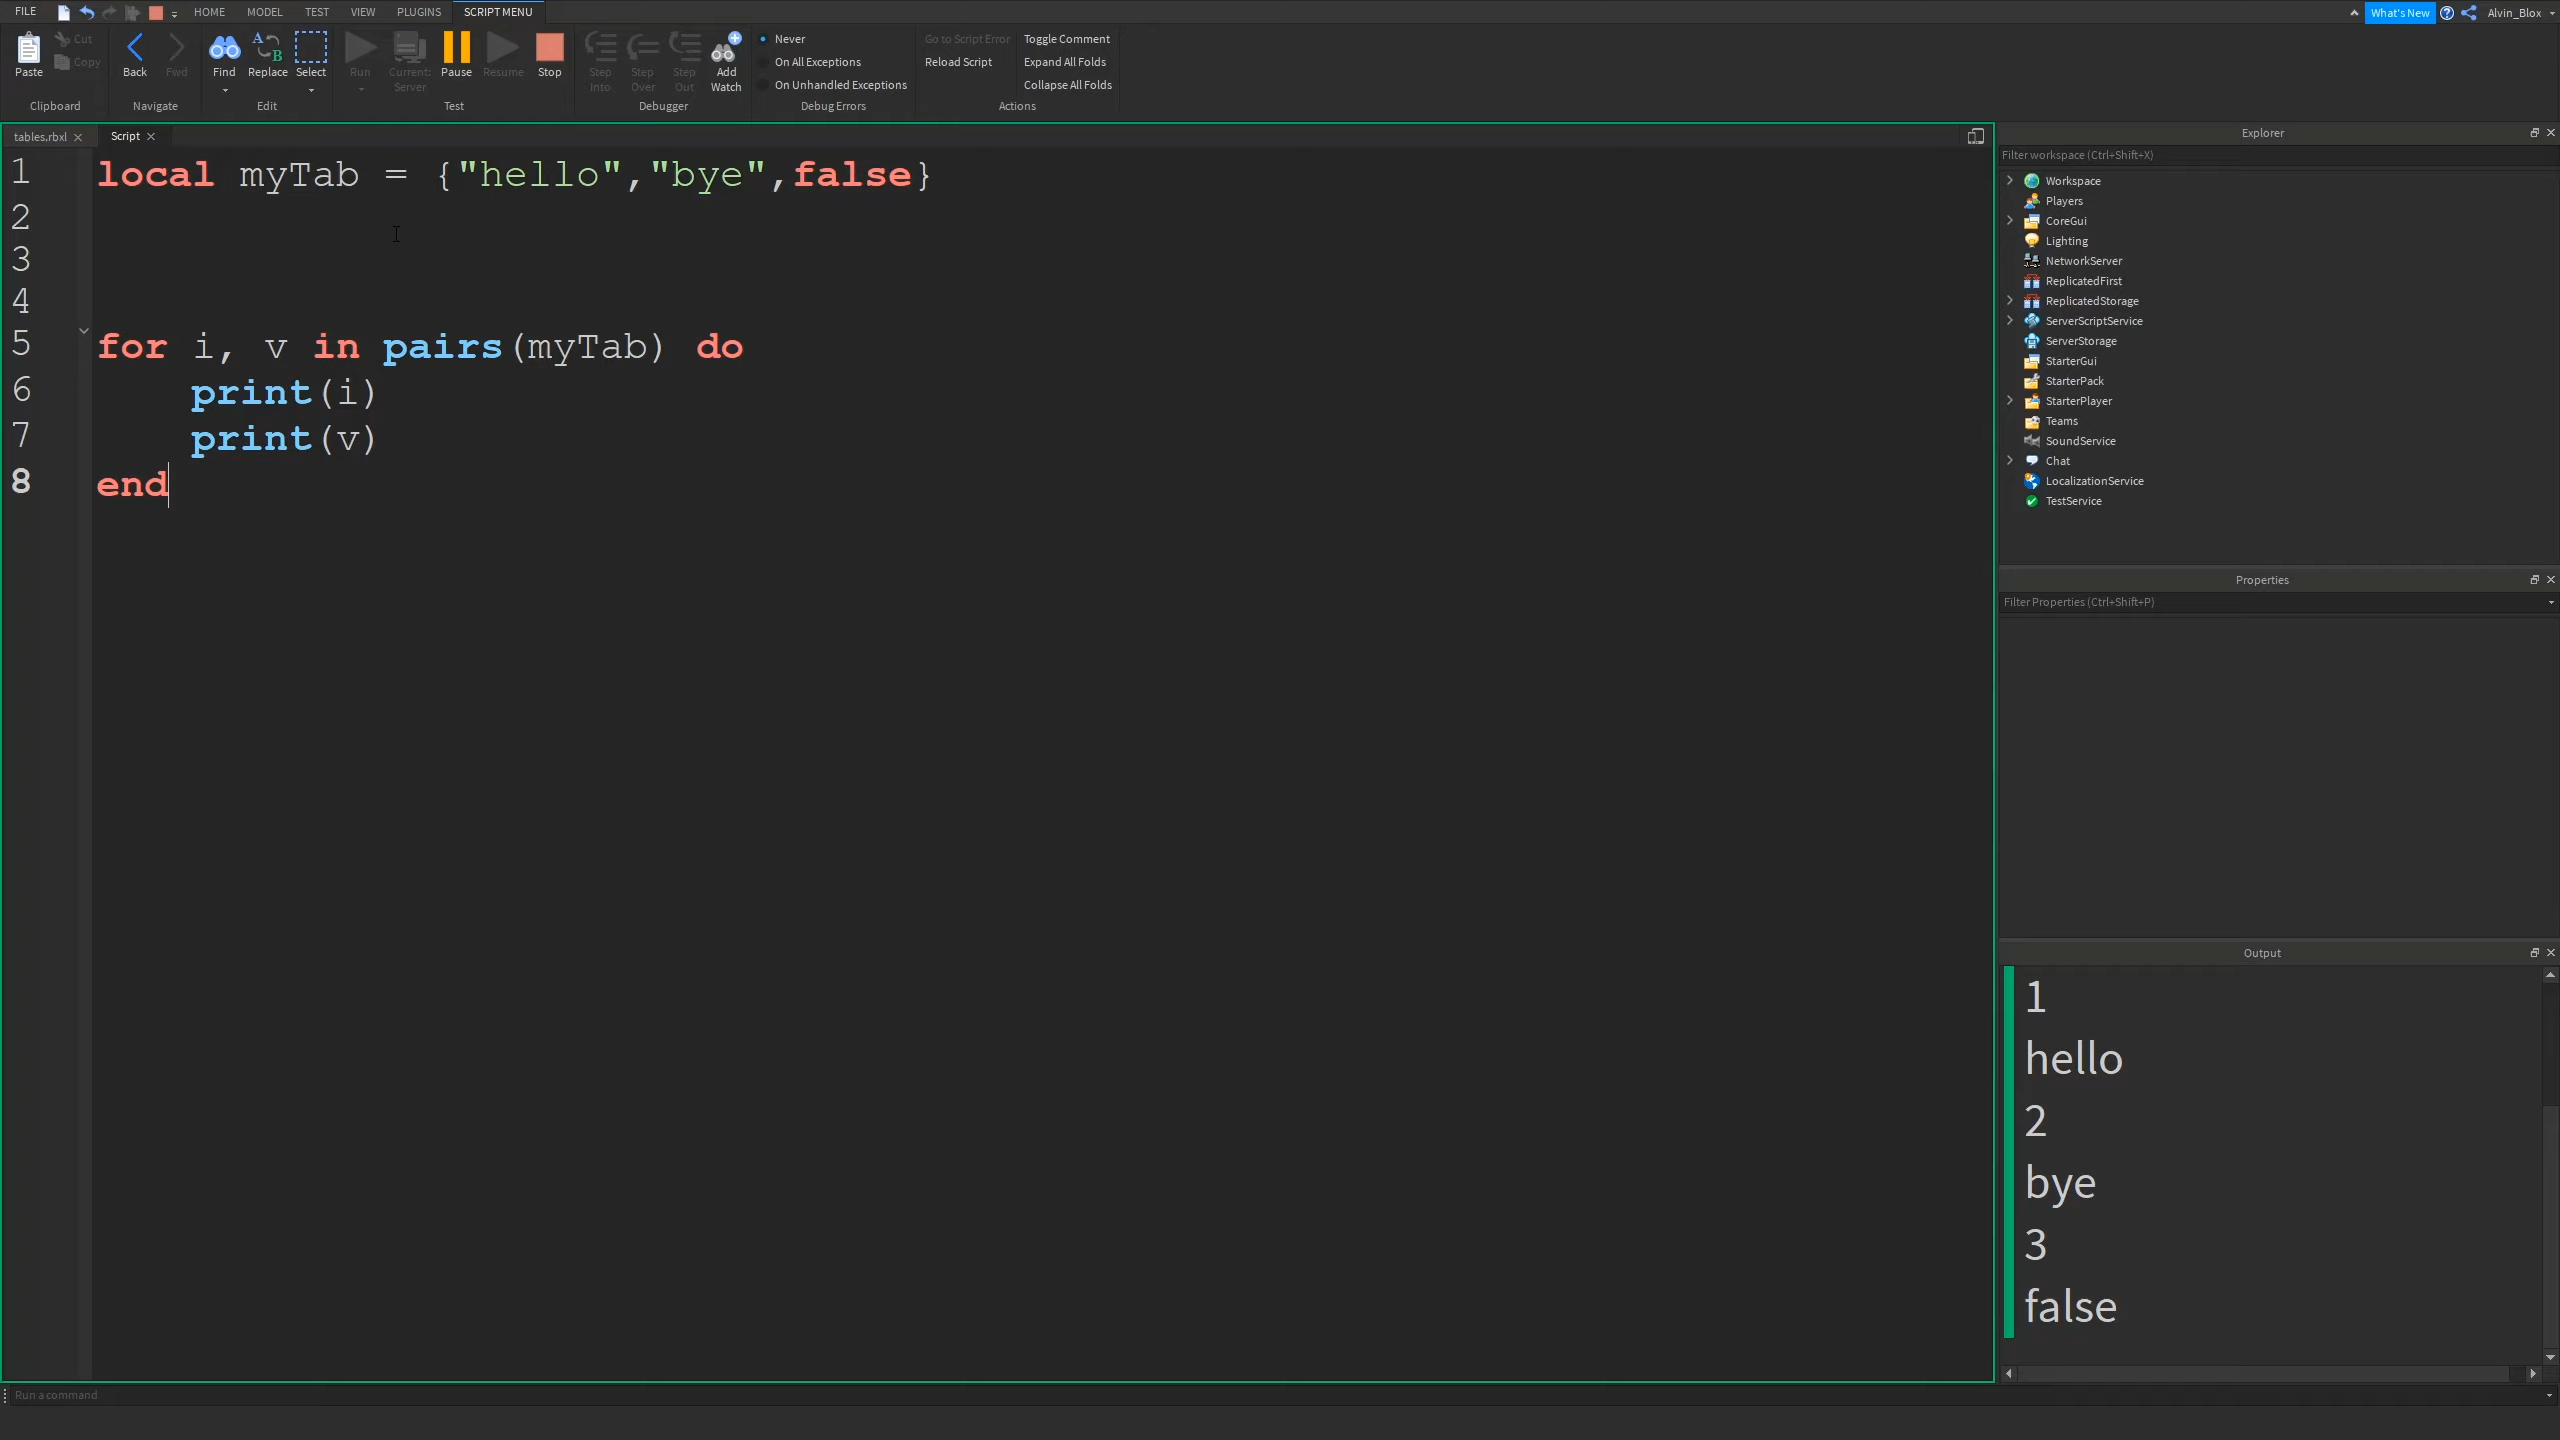 FILE HOME MODEL TEST VIEW PLUGINS SCRIPT MENU What's New Alvin_Blox
Paste Cut Copy Back Fwd Find Replace Select Run Current: Server Pause Resume Stop Step Into Step Over Step Out Add Watch
Never
On All Exceptions
On Unhandled Exceptions
Go to Script Error
Reload Script
Toggle Comment
Expand All Folds
Collapse All Folds
Clipboard Navigate Edit Test Debugger Debug Errors Actions
tables.rbxl Script
1 local myTab = {"hello","bye",false}
2
3
4
5 for i, v in pairs(myTab) do
6 print(i)
7 print(v)
8 end
Explorer
Filter workspace (Ctrl+Shift+X)
Workspace
Players
CoreGui
Lighting
NetworkServer
ReplicatedFirst
ReplicatedStorage
ServerScriptService
ServerStorage
StarterGui
StarterPack
StarterPlayer
Teams
SoundService
Chat
LocalizationService
TestService
Properties
Filter Properties (Ctrl+Shift+P)
Output
1
hello
2
bye
3
false
Run a command